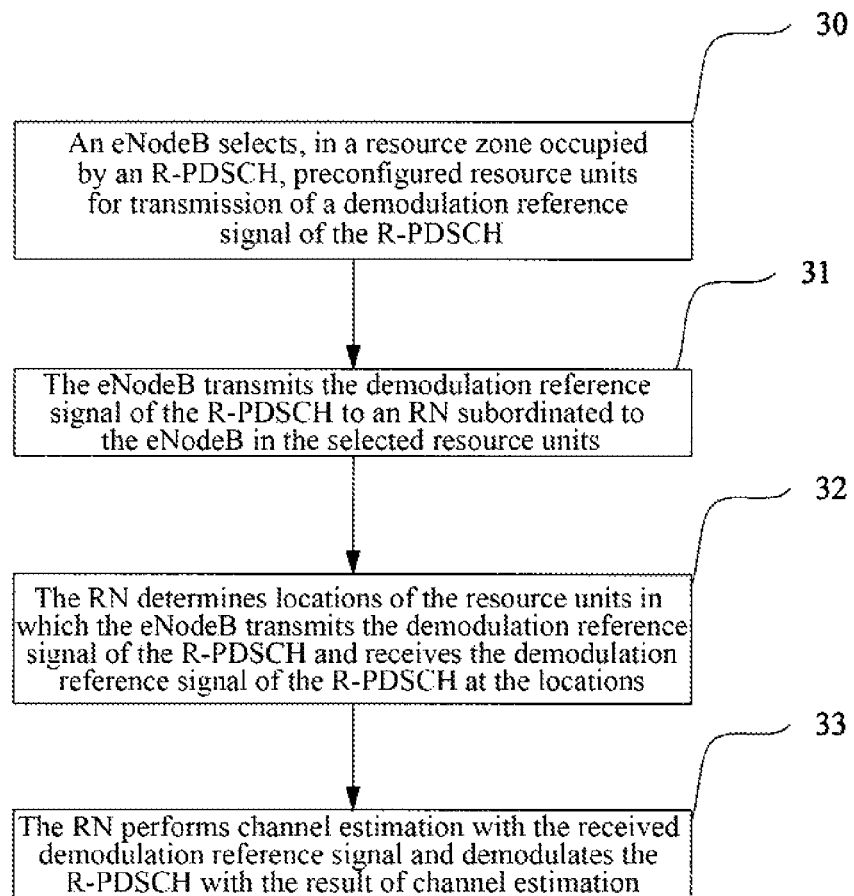 30
An eNodeB selects, in a resource zone occupied
by an R-PDSCH, preconfigured resource units
for transmission of a demodulation reference
signal of the R-PDSCH
31
The eNodeB transmits the demodulation reference
signal of the R-PDSCH to an RN subordinated to
the eNodeB in the selected resource units
32
The RN determines locations of the resource units in
which the eNodeB transmits the demodulation reference
signal of the R-PDSCH and receives the demodulation
reference signal of the R-PDSCH at the locations
33
The RN performs channel estimation with the received
demodulation reference signal and demodulates the
R-PDSCH with the result of channel estimation